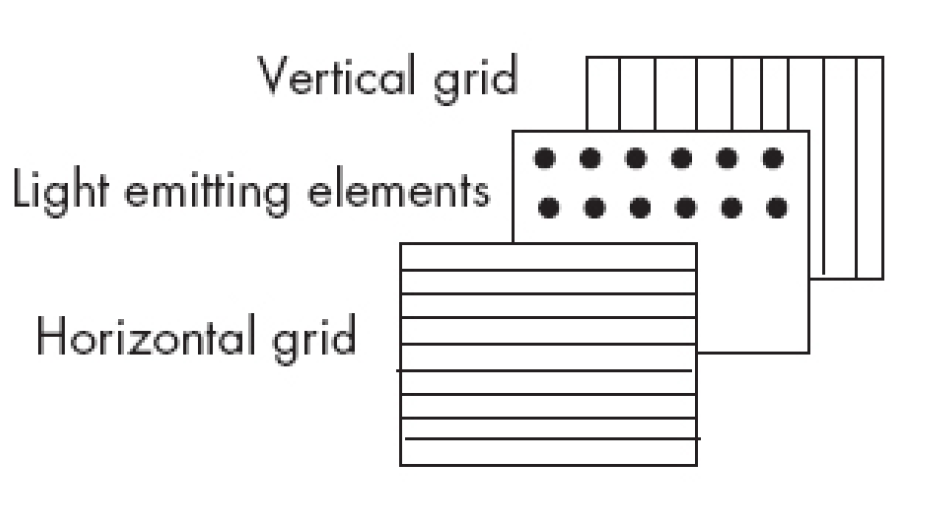 Vertical grid
Light emitting elements
Horizontal grid